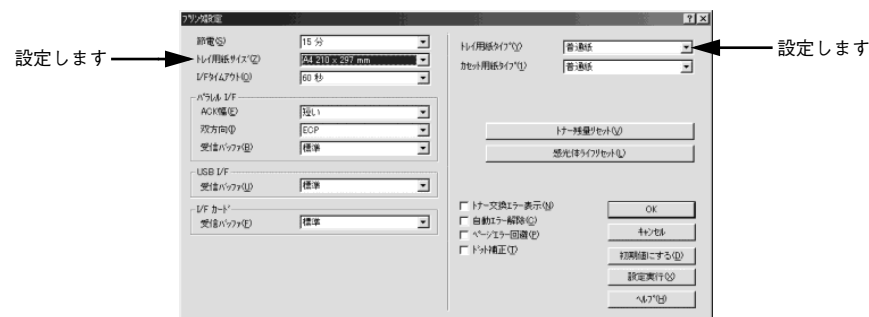 プリンタ設定
節電(S) 15 分
設定します
トレイ用紙サイズ(Z) A4 210 x 297 mm
I/Fタイムアウト(O) 60 秒
パラレル I/F
ACK幅(E) 短い
双方向(I) ECP
受信バッファ(B) 標準
USB I/F
受信バッファ(U) 標準
I/F カード
受信バッファ(F) 標準
トレイ用紙タイプ(Y) 普通紙
設定します
カセット用紙タイプ(1) 普通紙
トナー残量リセット(V)
感光体ライフリセット(L)
トナー交換エラー表示(N)
自動エラー解除(C)
ページエラー回避(P)
ドット補正(T)
OK
キャンセル
初期値にする(D)
設定実行(X)
ヘルプ(H)